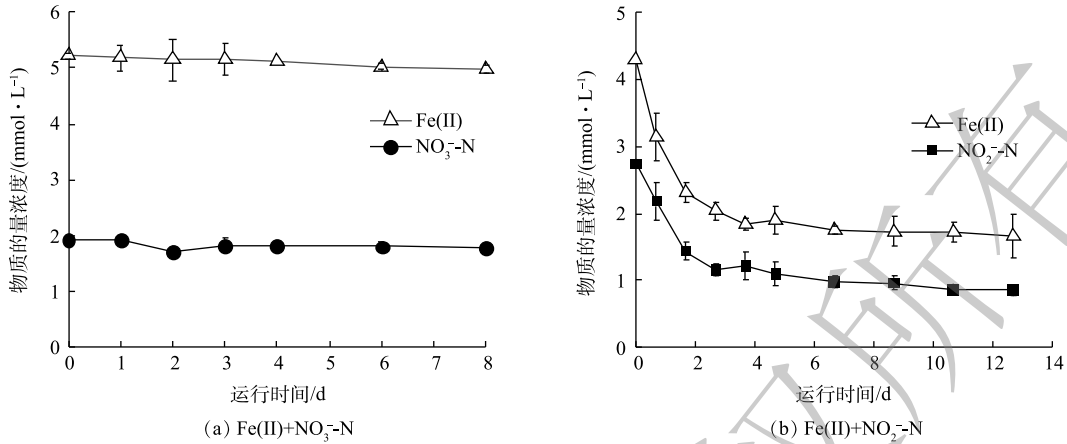 6
5
4
3
2
1
0
物质的量浓度/(mmol·L⁻¹)
Fe(II)
NO₃⁻-N
0 1 2 3 4 5 6 7 8
运行时间/d
(a) Fe(II)+NO₃⁻-N
5
4
3
2
1
0
物质的量浓度/(mmol·L⁻¹)
Fe(II)
NO₂⁻-N
0 2 4 6 8 10 12 14
运行时间/d
(b) Fe(II)+NO₂⁻-N
所有